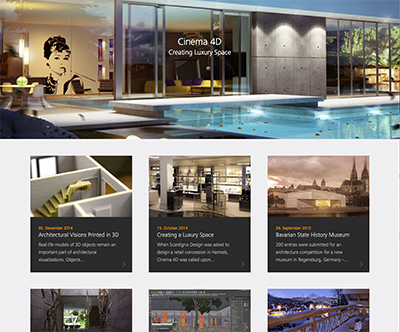 Cinema 4D
Creating Luxury Space
05. December 2014
Architectural Visions Printed in 3D
Real-life models of 3D objects remain an
important part of architectural
visualisations. Objects...
15. October 2014
Creating a Luxury Space
When Scardigno Design was asked to
design a retail concession in Harrods,
Cinema 4D was called upon...
26. September 2013
Bavarian State History Museum
200 entries were submitted for an
architecture competition for a new
museum in Regensburg, Germany -...